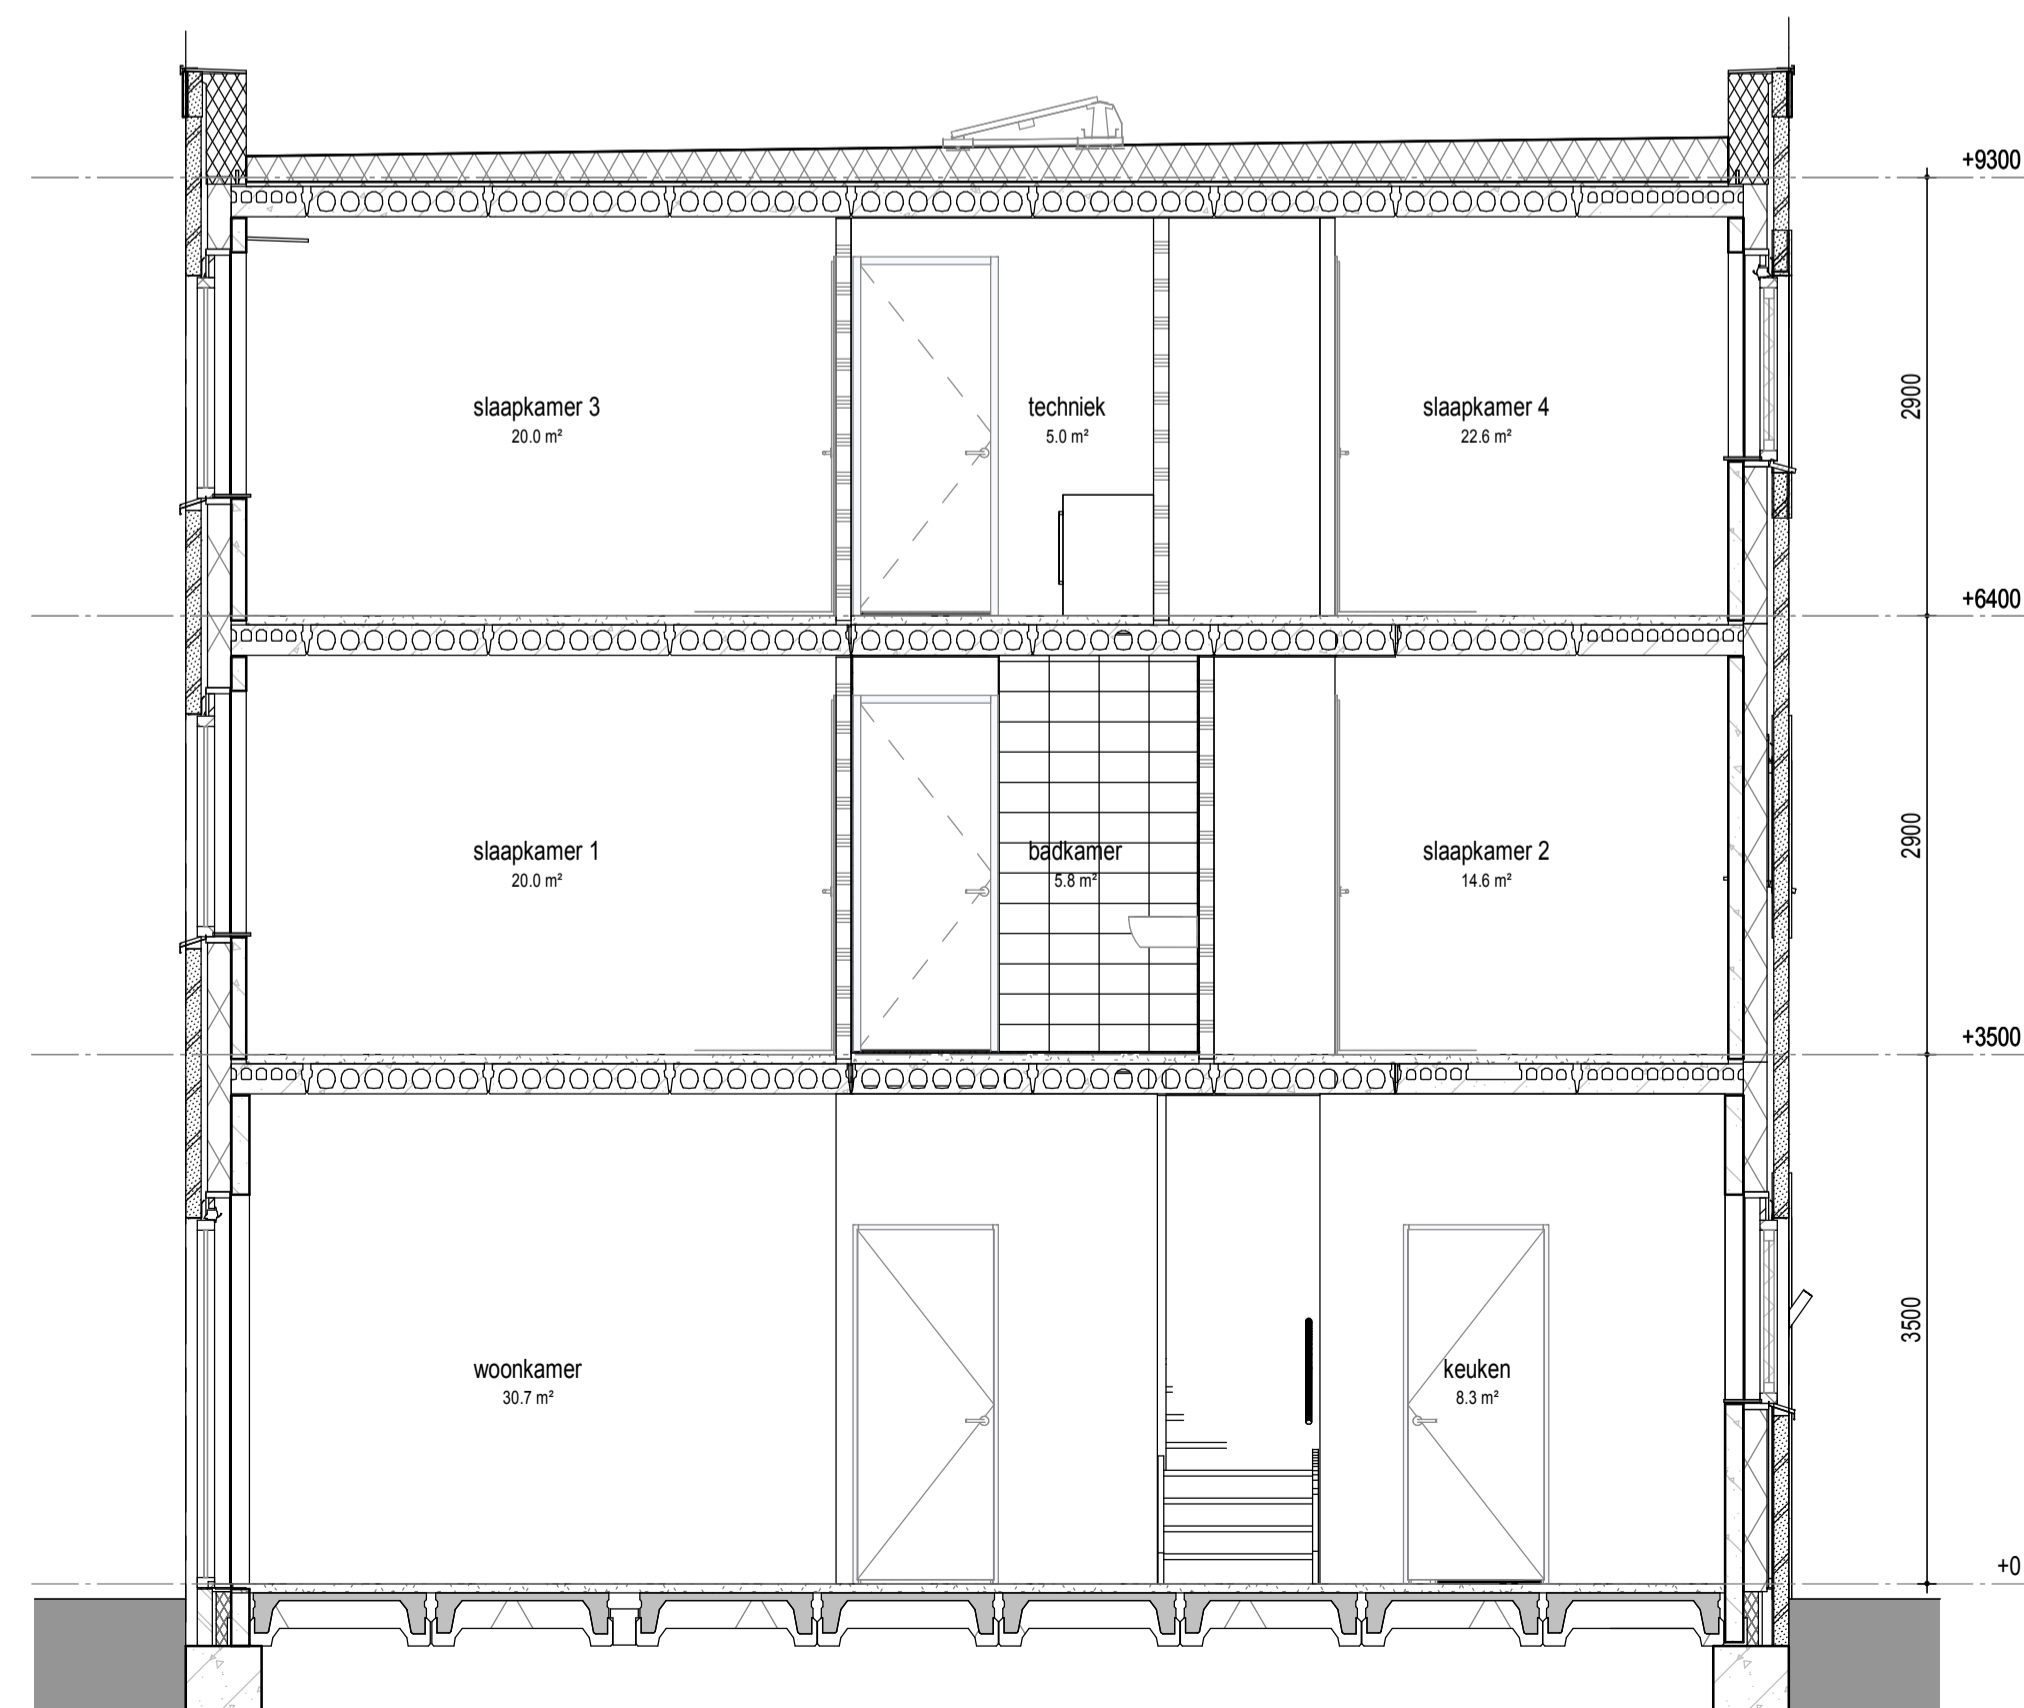 +9300
2900
slaapkamer 3
20.0 m²
techniek
5.0 m²
slaapkamer 4
22.6 m²
+6400
2900
slaapkamer 1
20.0 m²
badkamer
5.8 m²
slaapkamer 2
14.6 m²
+3500
3500
woonkamer
30.7 m²
keuken
8.3 m²
+0